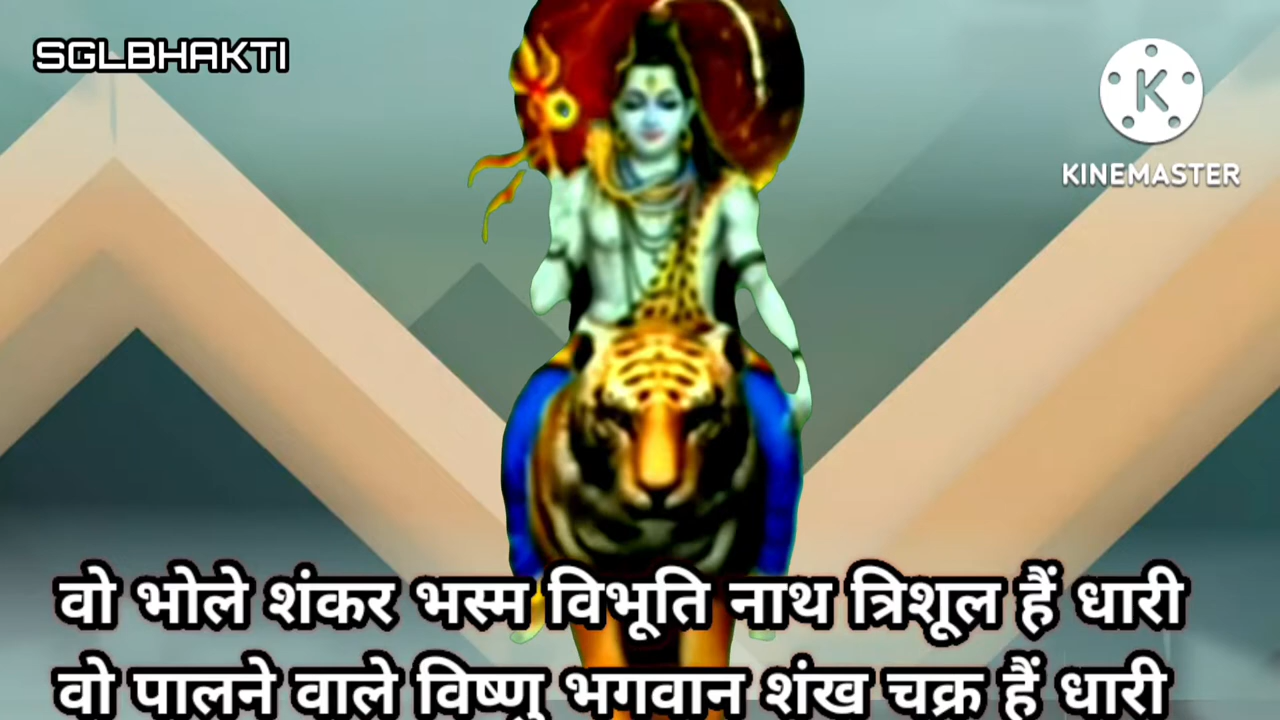 SGLBHAKTI
K
KINEMASTER
वो भोले शंकर भस्म विभूति नाथ त्रिशूल हैं धारी
वो पालने वाले विष्णु भगवान शंख चक्र हैं धारी